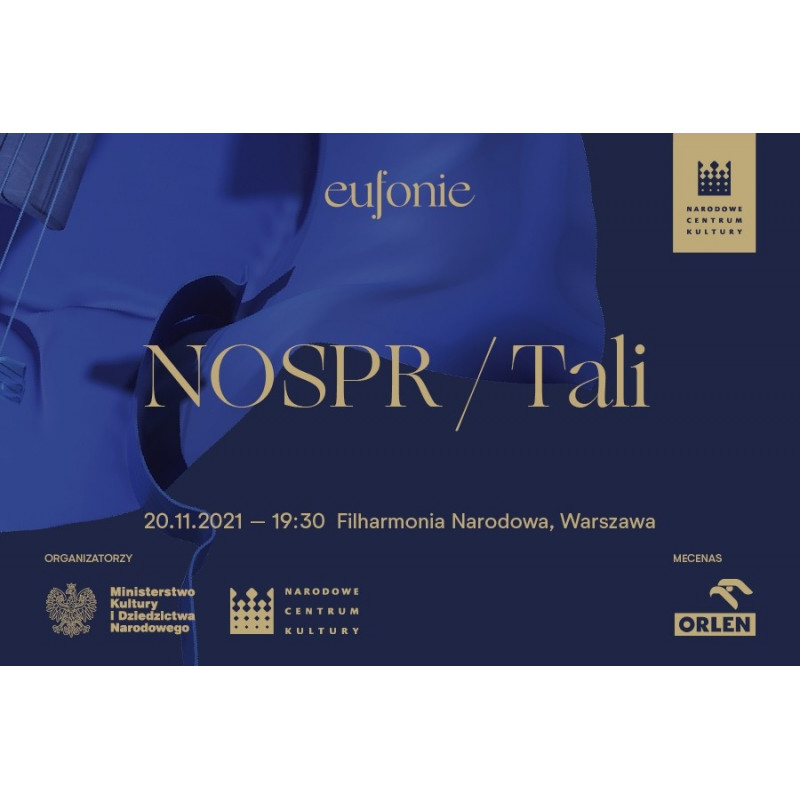 eufonie
NARODOWE
CENTRUM
KULTURY
NOSPR / Tali
20.11.2021 — 19:30 Filharmonia Narodowa, Warszawa
ORGANIZATORZY
Ministerstwo
Kultury
i Dziedzictwa
Narodowego
NARODOWE
CENTRUM
KULTURY
MECENAS
ORLEN